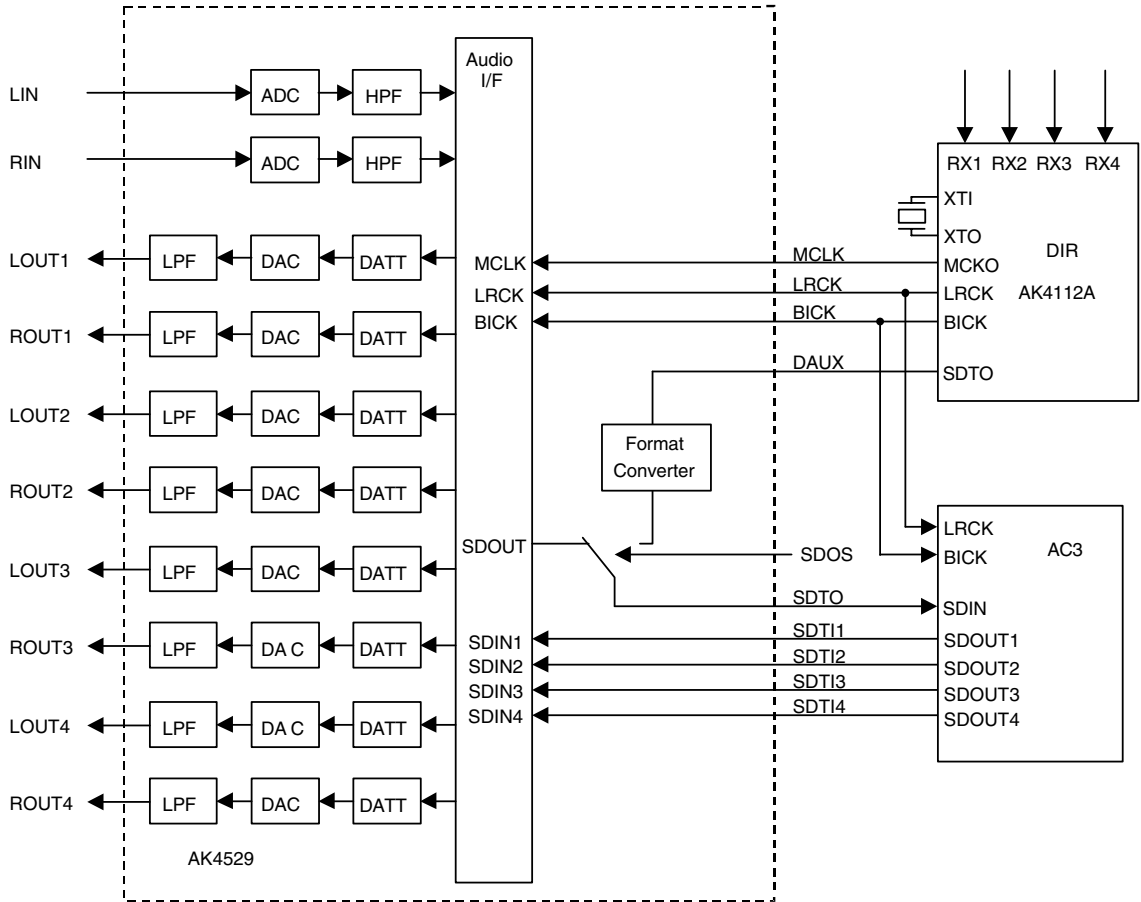 Audio
I/F
LIN
ADC
HPF
RIN
ADC
HPF
RX1 RX2 RX3 RX4
XTI
XTO
DIR
MCKO
LRCK
AK4112A
BICK
SDTO
LOUT1
LPF
DAC
DATT
MCLK
MCLK
LRCK
LRCK
BICK
BICK
ROUT1
LPF
DAC
DATT
DAUX
LOUT2
LPF
DAC
DATT
Format
Converter
ROUT2
LPF
DAC
DATT
LRCK
BICK
AC3
SDOUT
SDOS
LOUT3
LPF
DAC
DATT
SDTO
SDIN
ROUT3
LPF
DA C
DATT
SDIN1
SDTI1
SDOUT1
SDIN2
SDTI2
SDOUT2
SDIN3
SDTI3
SDOUT3
SDIN4
SDTI4
SDOUT4
LOUT4
LPF
DA C
DATT
ROUT4
LPF
DAC
DATT
AK4529